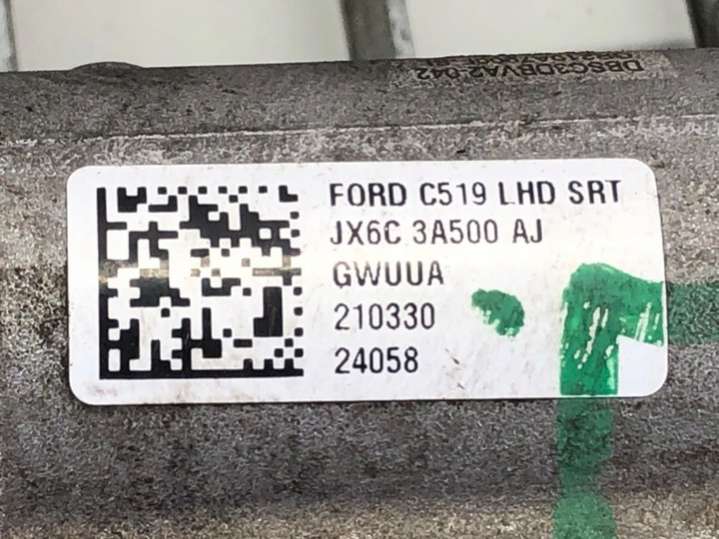 FORD C519 LHD SRT
JX6C 3A500 AJ
GWUUA
210330
24058